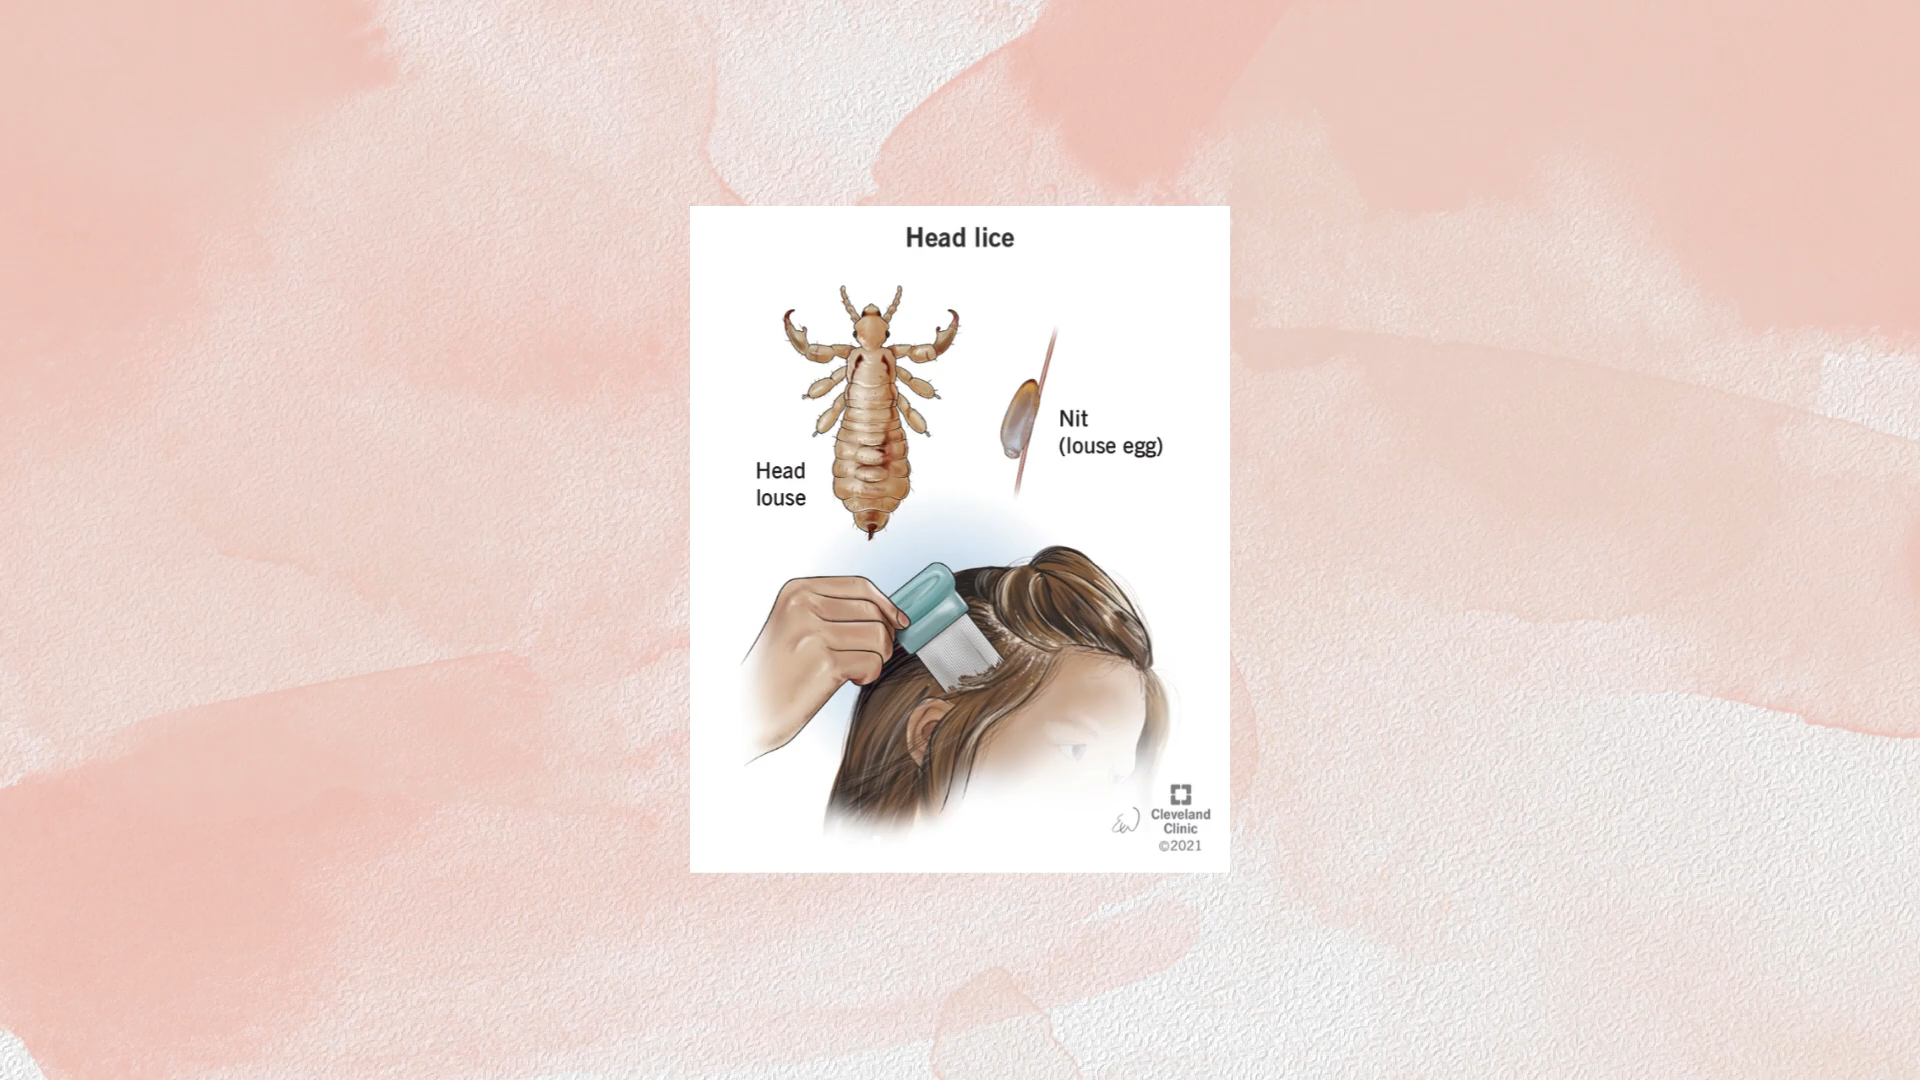 Head lice
Nit
(louse egg)
Head
louse
Cleveland
Clinic
©2021